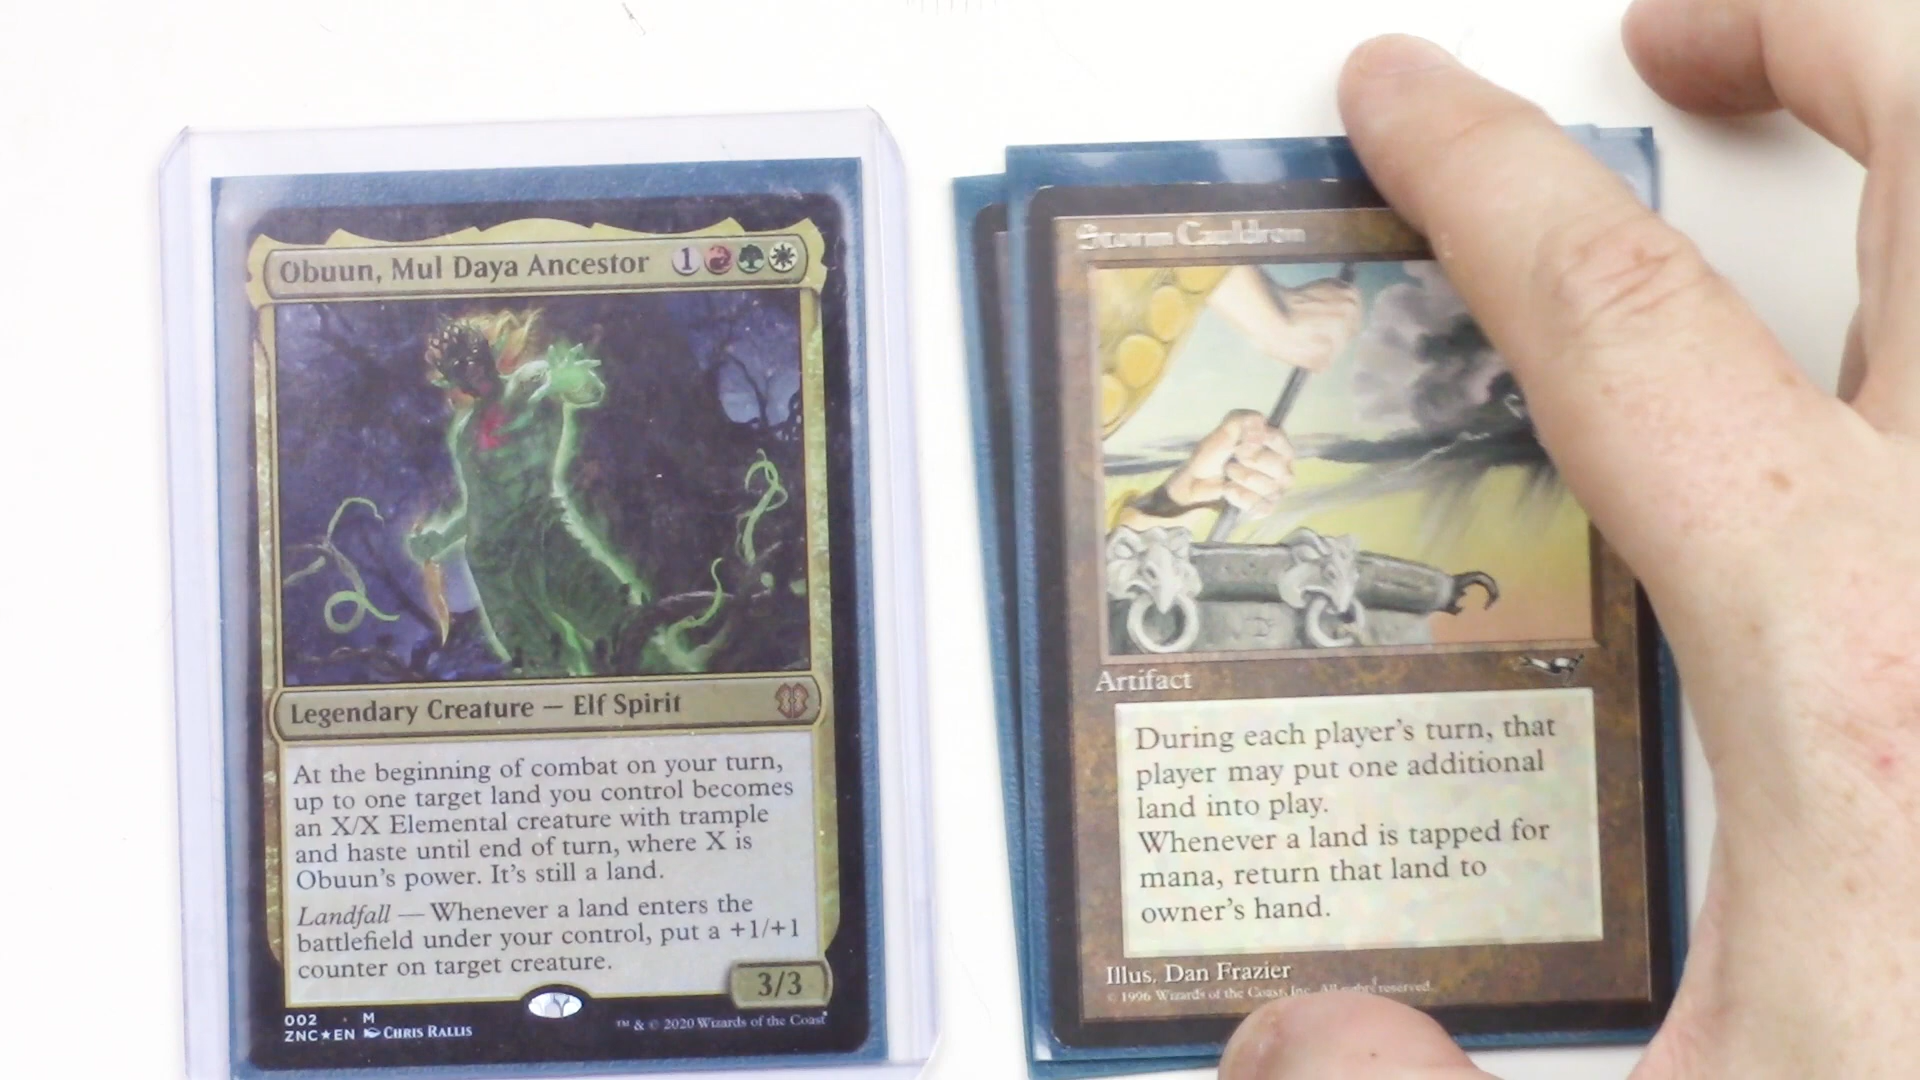 Obuun, Mul Daya Ancestor 1
Legendary Creature — Elf Spirit
At the beginning of combat on your turn,
up to one target land you control becomes
an X/X Elemental creature with trample
and haste until end of turn, where X is
Obuun's power. It's still a land.
Landfall — Whenever a land enters the
battlefield under your control, put a +1/+1
counter on target creature.
3/3
002 M
ZNC★EN Chris Rallis
™ & © 2020 Wizards of the Coast
Storm Cauldron
Artifact
During each player's turn, that
player may put one additional
land into play.
Whenever a land is tapped for
mana, return that land to
owner's hand.
Illus. Dan Frazier
© 1996 Wizards of the Coast, Inc. All rights reserved.